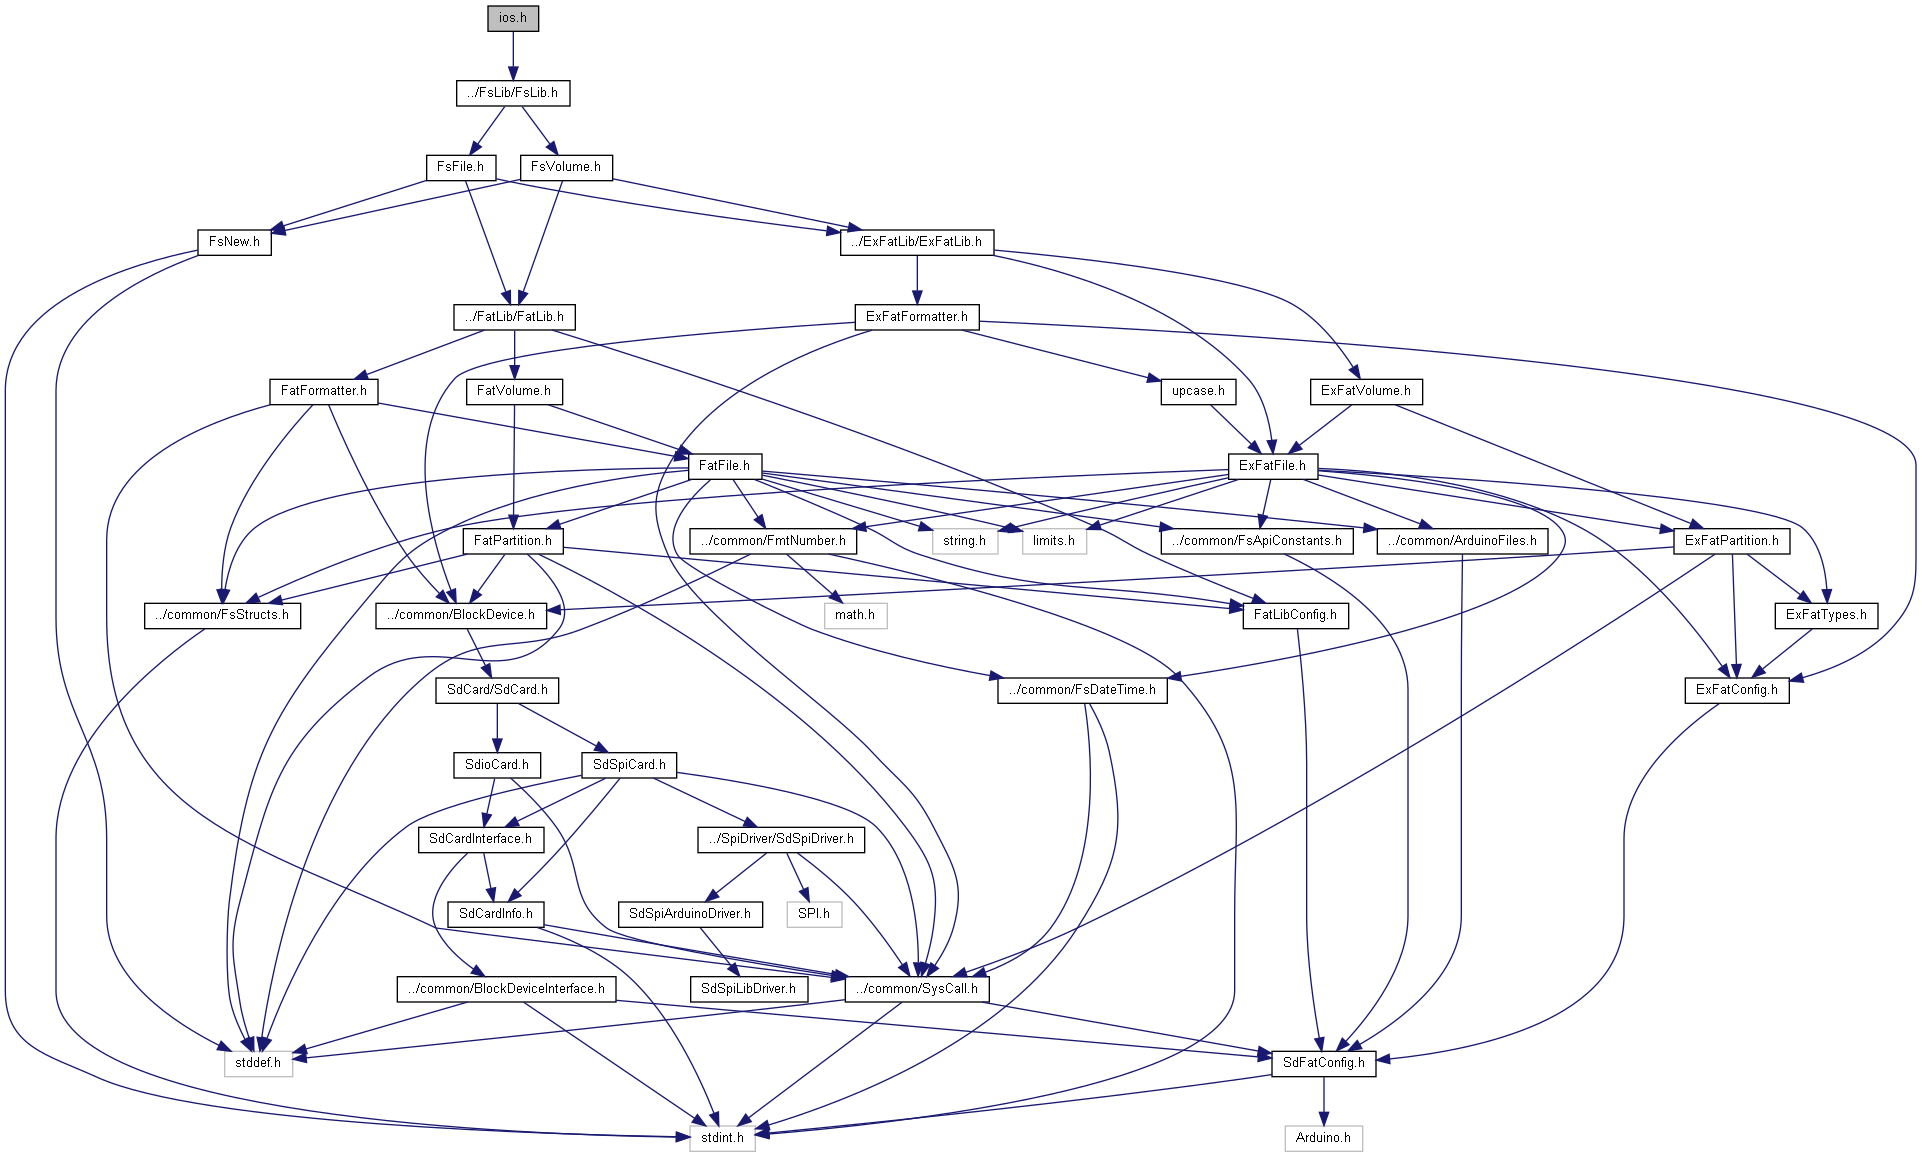 ios.h
../FsLib/FsLib.h
FsFile.h
FsVolume.h
FsNew.h
../ExFatLib/ExFatLib.h
../FatLib/FatLib.h
ExFatFormatter.h
FatFormatter.h
FatVolume.h
upcase.h
ExFatVolume.h
FatFile.h
ExFatFile.h
FatPartition.h
../common/FmtNumber.h
string.h
limits.h
../common/FsApiConstants.h
../common/ArduinoFiles.h
ExFatPartition.h
../common/FsStructs.h
../common/BlockDevice.h
math.h
FatLibConfig.h
ExFatTypes.h
SdCard/SdCard.h
../common/FsDateTime.h
ExFatConfig.h
SdioCard.h
SdSpiCard.h
SdCardInterface.h
../SpiDriver/SdSpiDriver.h
SdCardInfo.h
SdSpiArduinoDriver.h
SPI.h
../common/BlockDeviceInterface.h
SdSpiLibDriver.h
../common/SysCall.h
stddef.h
SdFatConfig.h
stdint.h
Arduino.h